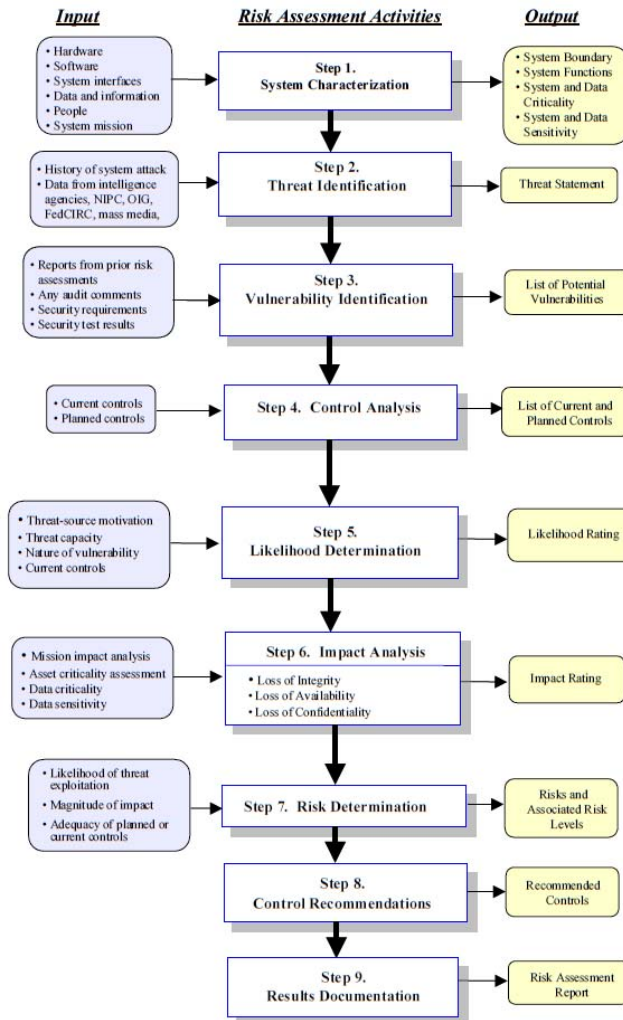 Input
Risk Assessment Activities
Output
• Hardware
• Software
• System interfaces
• Data and information
• People
• System mission
Step 1.
System Characterization
• System Boundary
• System Functions
• System and Data
Criticality
• System and Data
Sensitivity
• History of system attack
• Data from intelligence
agencies, NIPC, OIG,
FedCIRC, mass media,
Step 2.
Threat Identification
Threat Statement
• Reports from prior risk
assessments
• Any audit comments
• Security requirements
• Security test results
Step 3.
Vulnerability Identification
List of Potential
Vulnerabilities
• Current controls
• Planned controls
Step 4. Control Analysis
List of Current and
Planned Controls
• Threat-source motivation
• Threat capacity
• Nature of vulnerability
• Current controls
Step 5.
Likelihood Determination
Likelihood Rating
• Mission impact analysis
• Asset criticality assessment
• Data criticality
• Data sensitivity
Step 6. Impact Analysis
• Loss of Integrity
• Loss of Availability
• Loss of Confidentiality
Impact Rating
• Likelihood of threat
exploitation
• Magnitude of impact
• Adequacy of planned or
current controls
Step 7. Risk Determination
Risks and
Associated Risk
Levels
Step 8.
Control Recommendations
Recommended
Controls
Step 9.
Results Documentation
Risk Assessment
Report